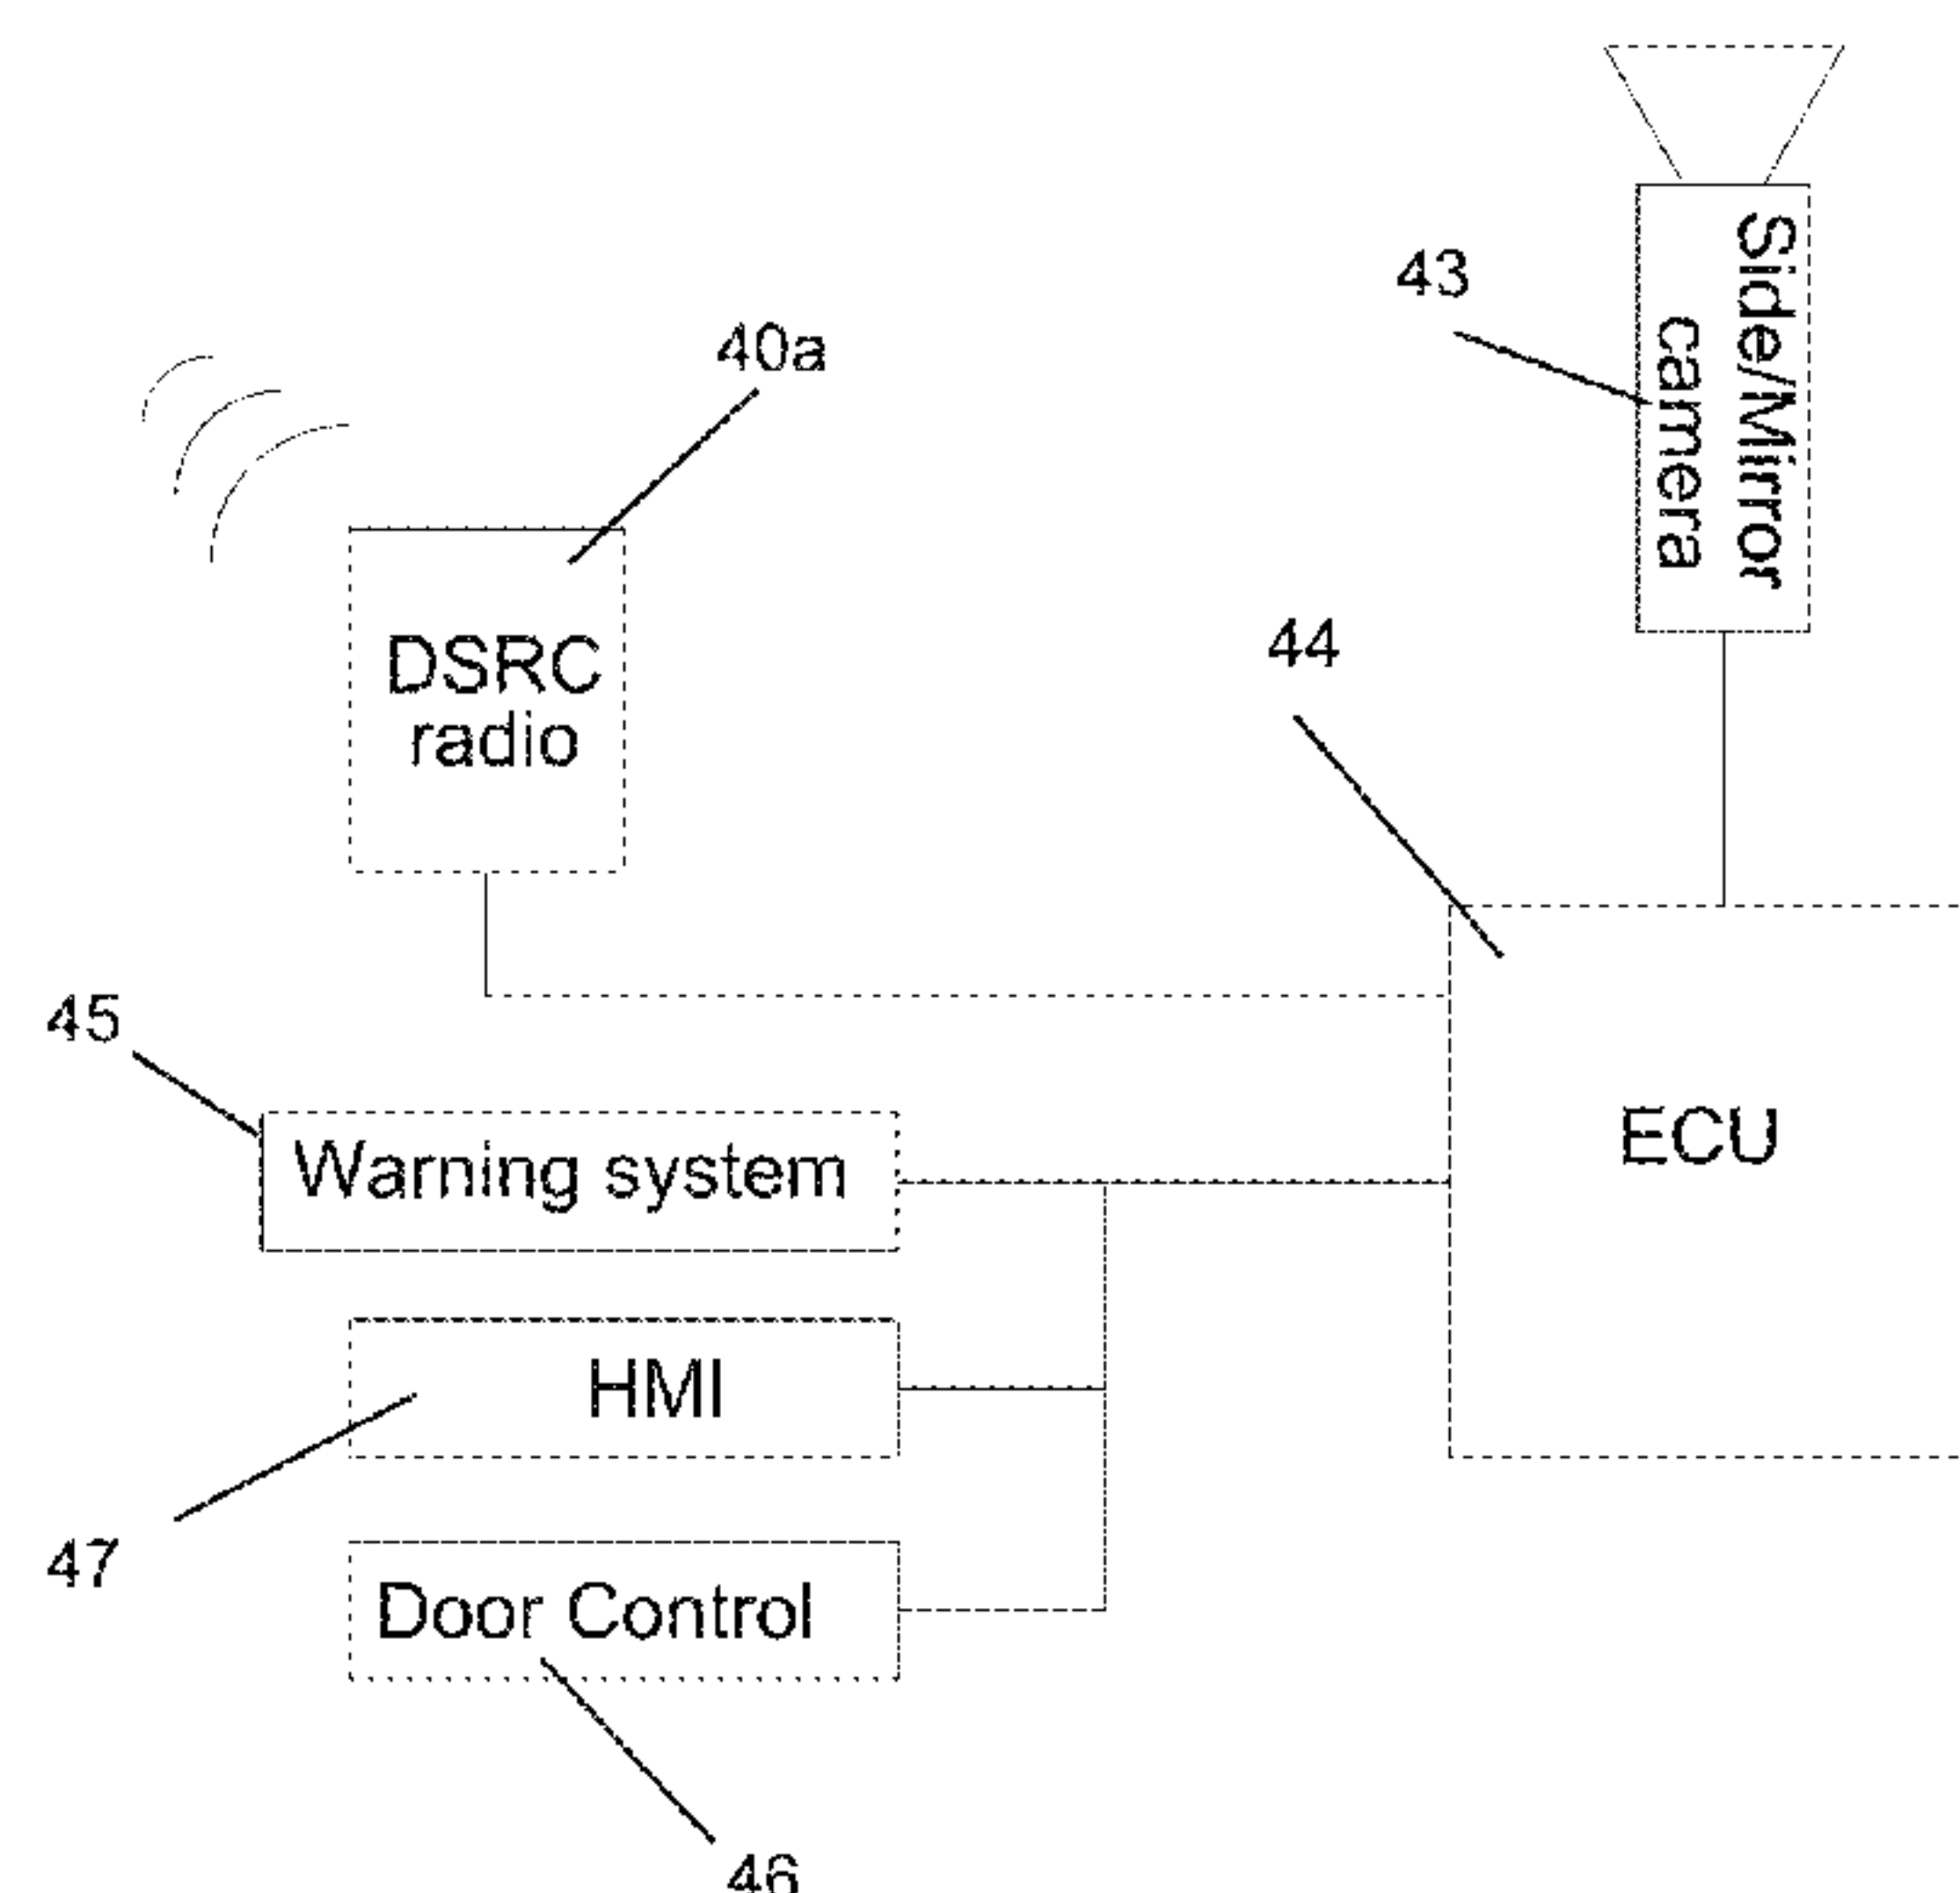 43
Side/Mirror
camera
40a
DSRC
radio
44
45
Warning system
ECU
HMI
47
Door Control
46